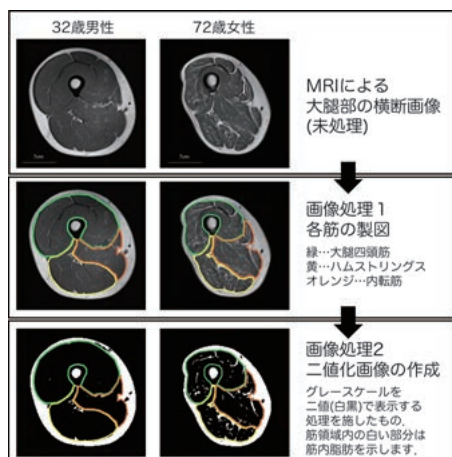 32歳男性
72歳女性
MRIによる
大腿部の横断画像
(未処理)
画像処理1
各筋の製図
緑…大腿四頭筋
黄…ハムストリングス
オレンジ…内転筋
画像処理2
二値化画像の作成
グレースケールを
二値(白黒)で表示する
処理を施したもの.
筋領域内の白い部分は
筋内脂肪を示します.